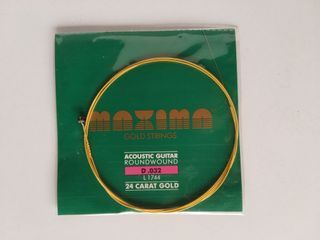 MAXIMA
GOLD STRINGS
ACOUSTIC GUITAR
ROUNDWOUND
D .032
L 1744
24 CARAT GOLD